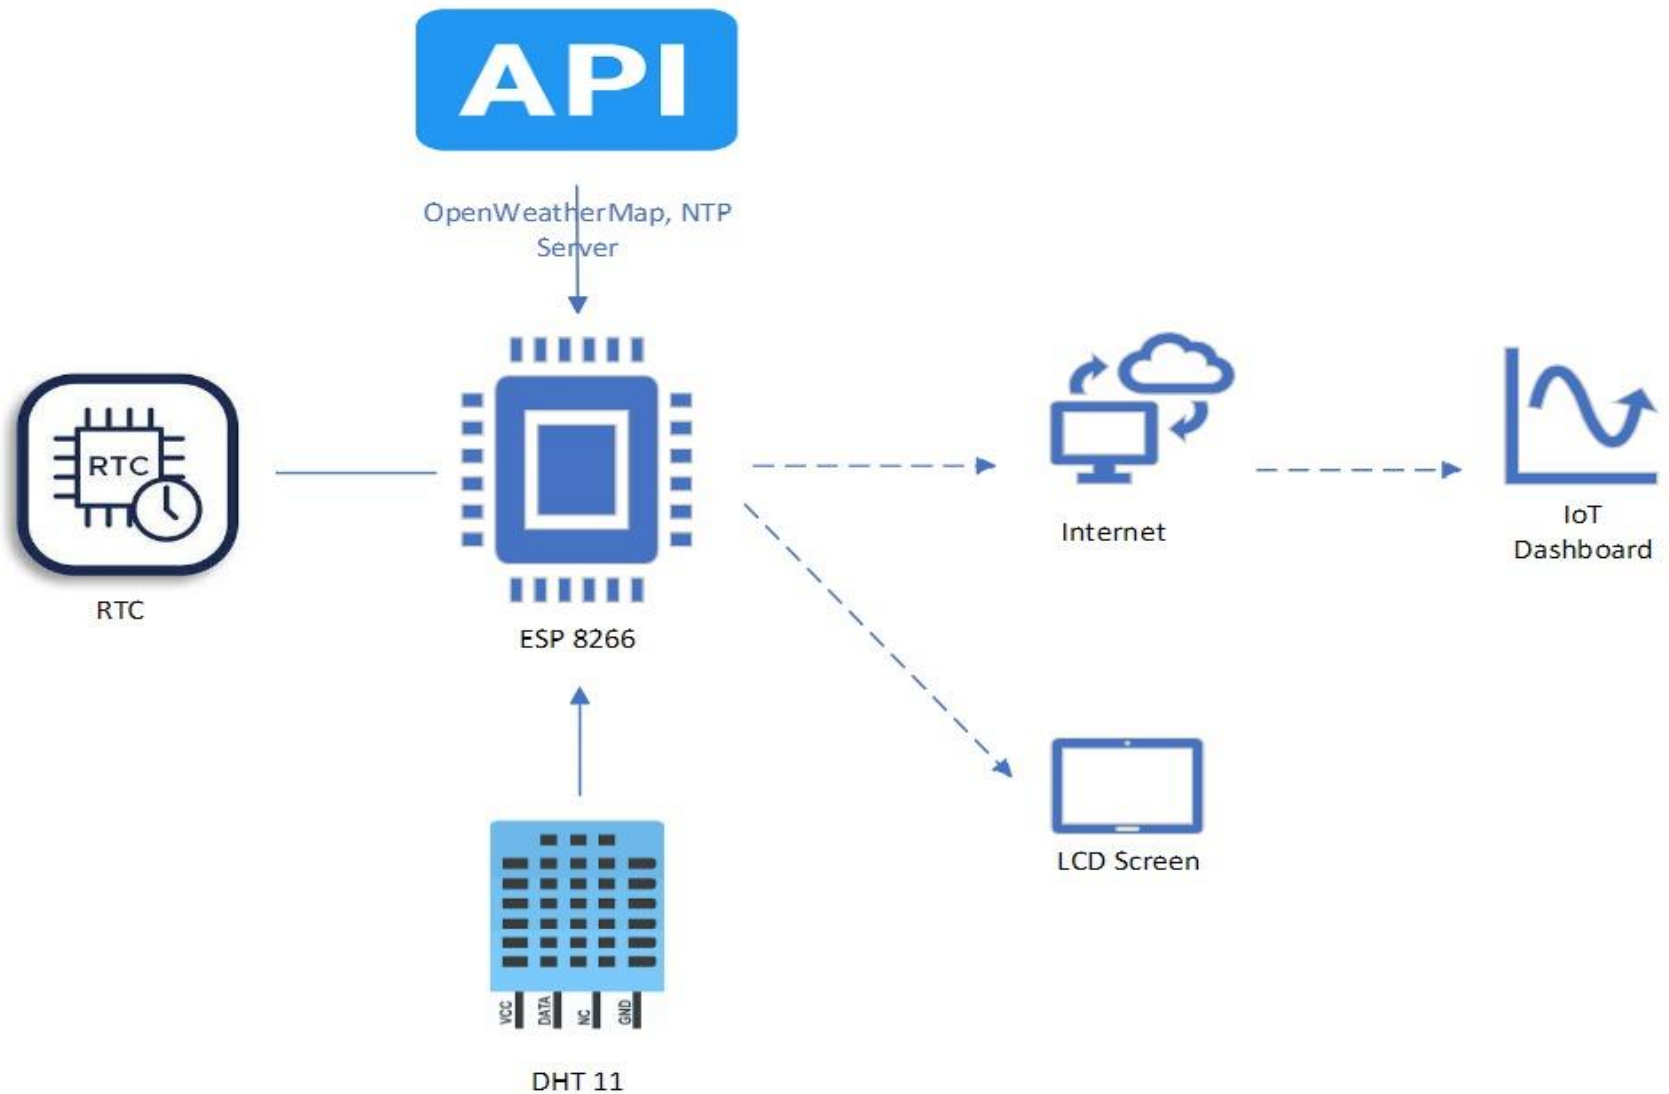 API
OpenWeatherMap, NTP
Server
RTC
RTC
ESP 8266
Internet
IoT
Dashboard
LCD Screen
VCC
DATA
NC
GND
DHT 11